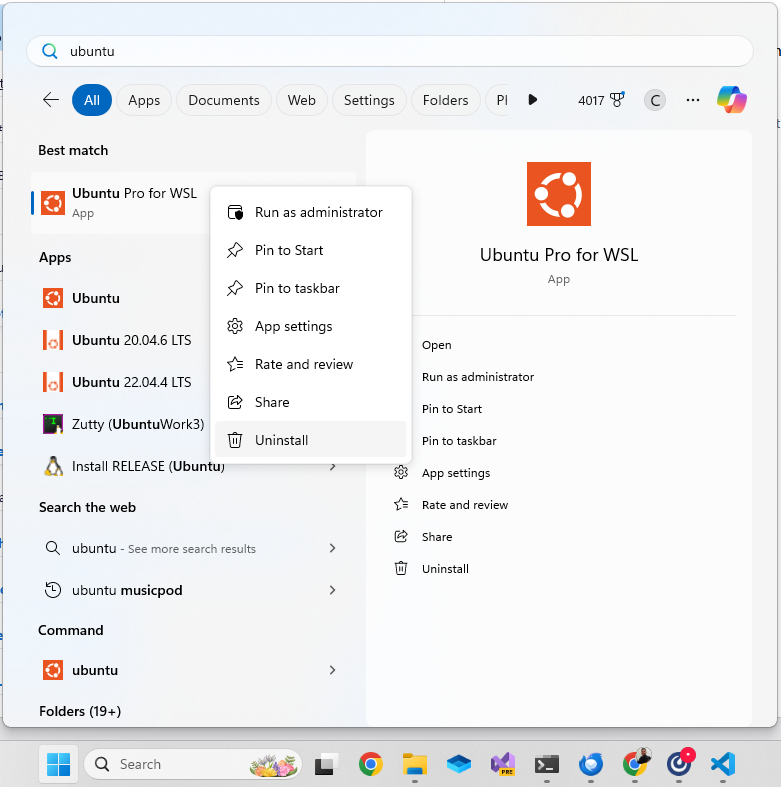 ubuntu
All
Apps
Documents
Web
Settings
Folders
4017
C
Best match
Ubuntu Pro for WSL
App
Apps
Ubuntu
Ubuntu 20.04.6 LTS
Ubuntu 22.04.4 LTS
Zutty (UbuntuWork3)
Install RELEASE (Ubuntu)
Search the web
ubuntu - See more search results
ubuntu musicpod
Command
ubuntu
Folders (19+)
Run as administrator
Pin to Start
Pin to taskbar
App settings
Rate and review
Share
Uninstall
Ubuntu Pro for WSL
App
Open
Run as administrator
Pin to Start
Pin to taskbar
App settings
Rate and review
Share
Uninstall
Search
PRE